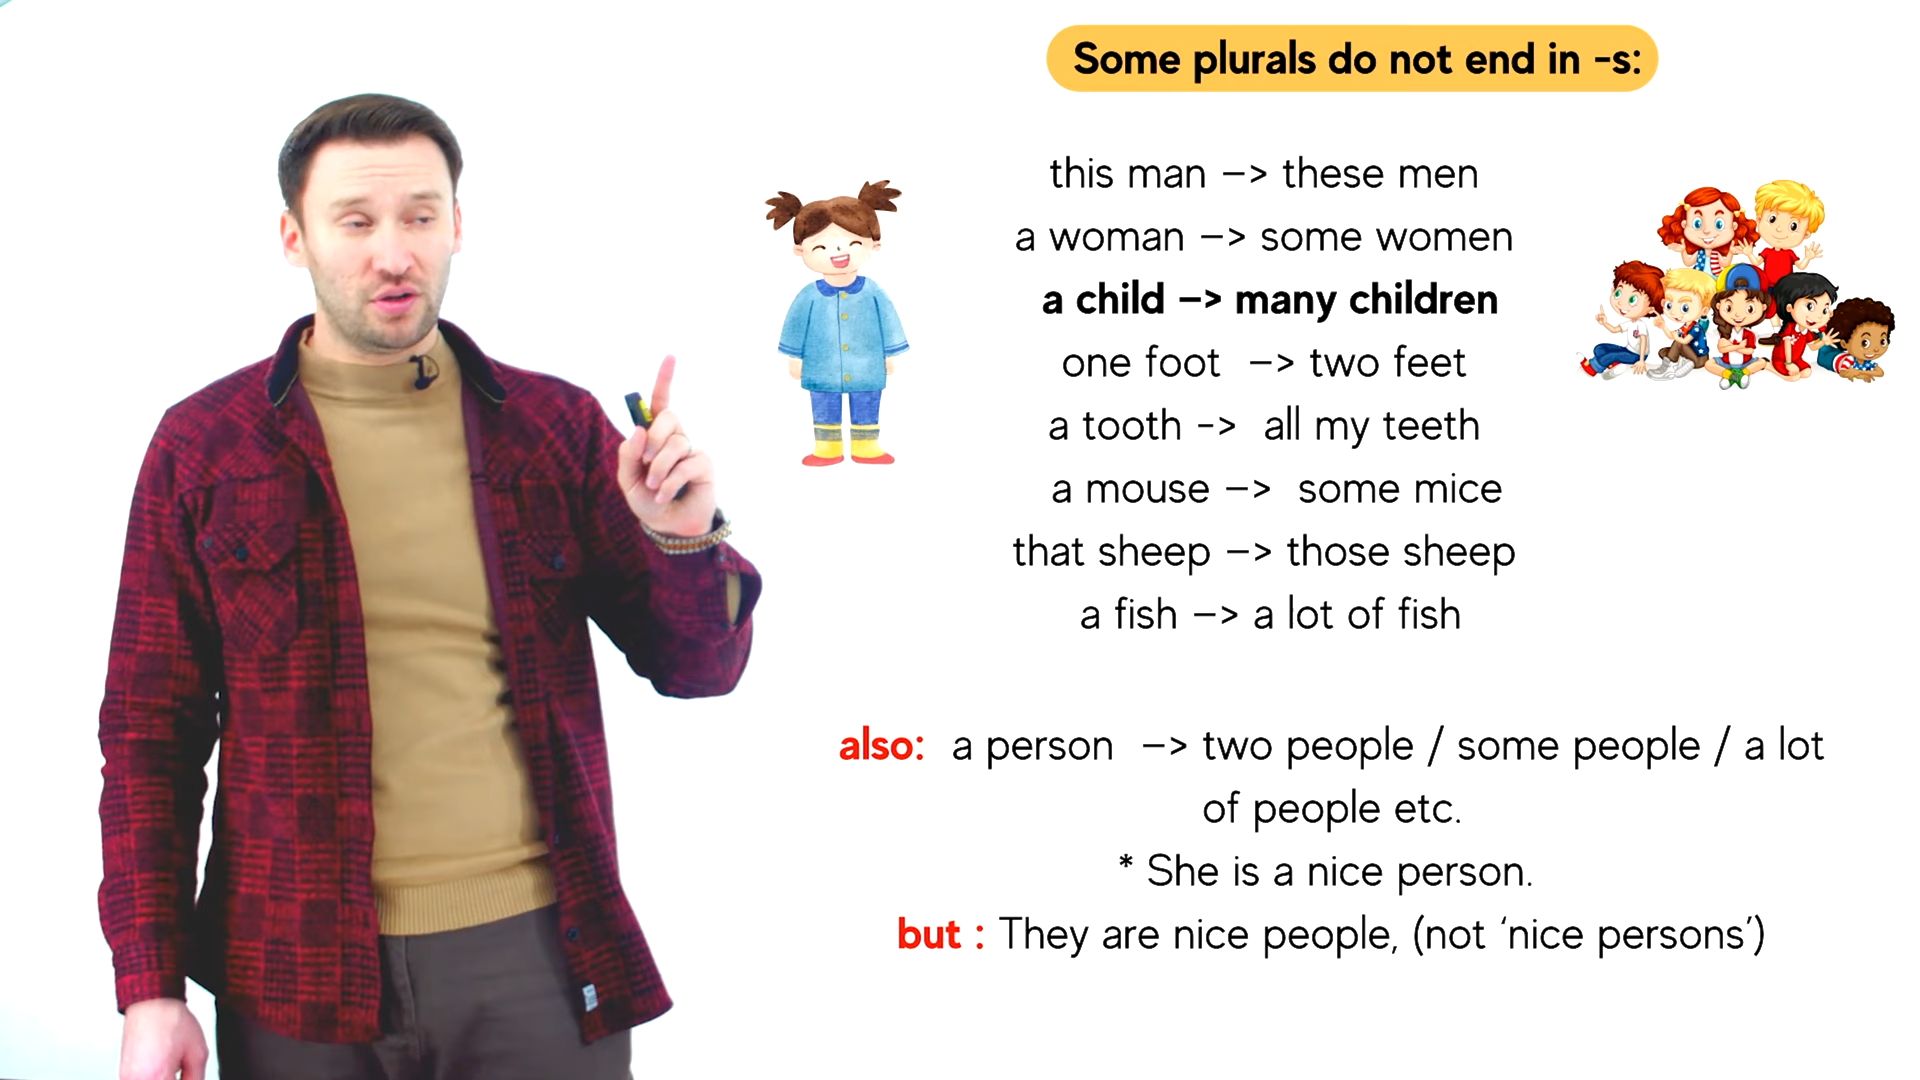 Some plurals do not end in -s:
this man –> these men
a woman –> some women
a child –> many children
one foot –> two feet
a tooth -> all my teeth
a mouse –> some mice
that sheep –> those sheep
a fish –> a lot of fish
also: a person –> two people / some people / a lot
of people etc.
* She is a nice person.
but : They are nice people, (not ‘nice persons’)